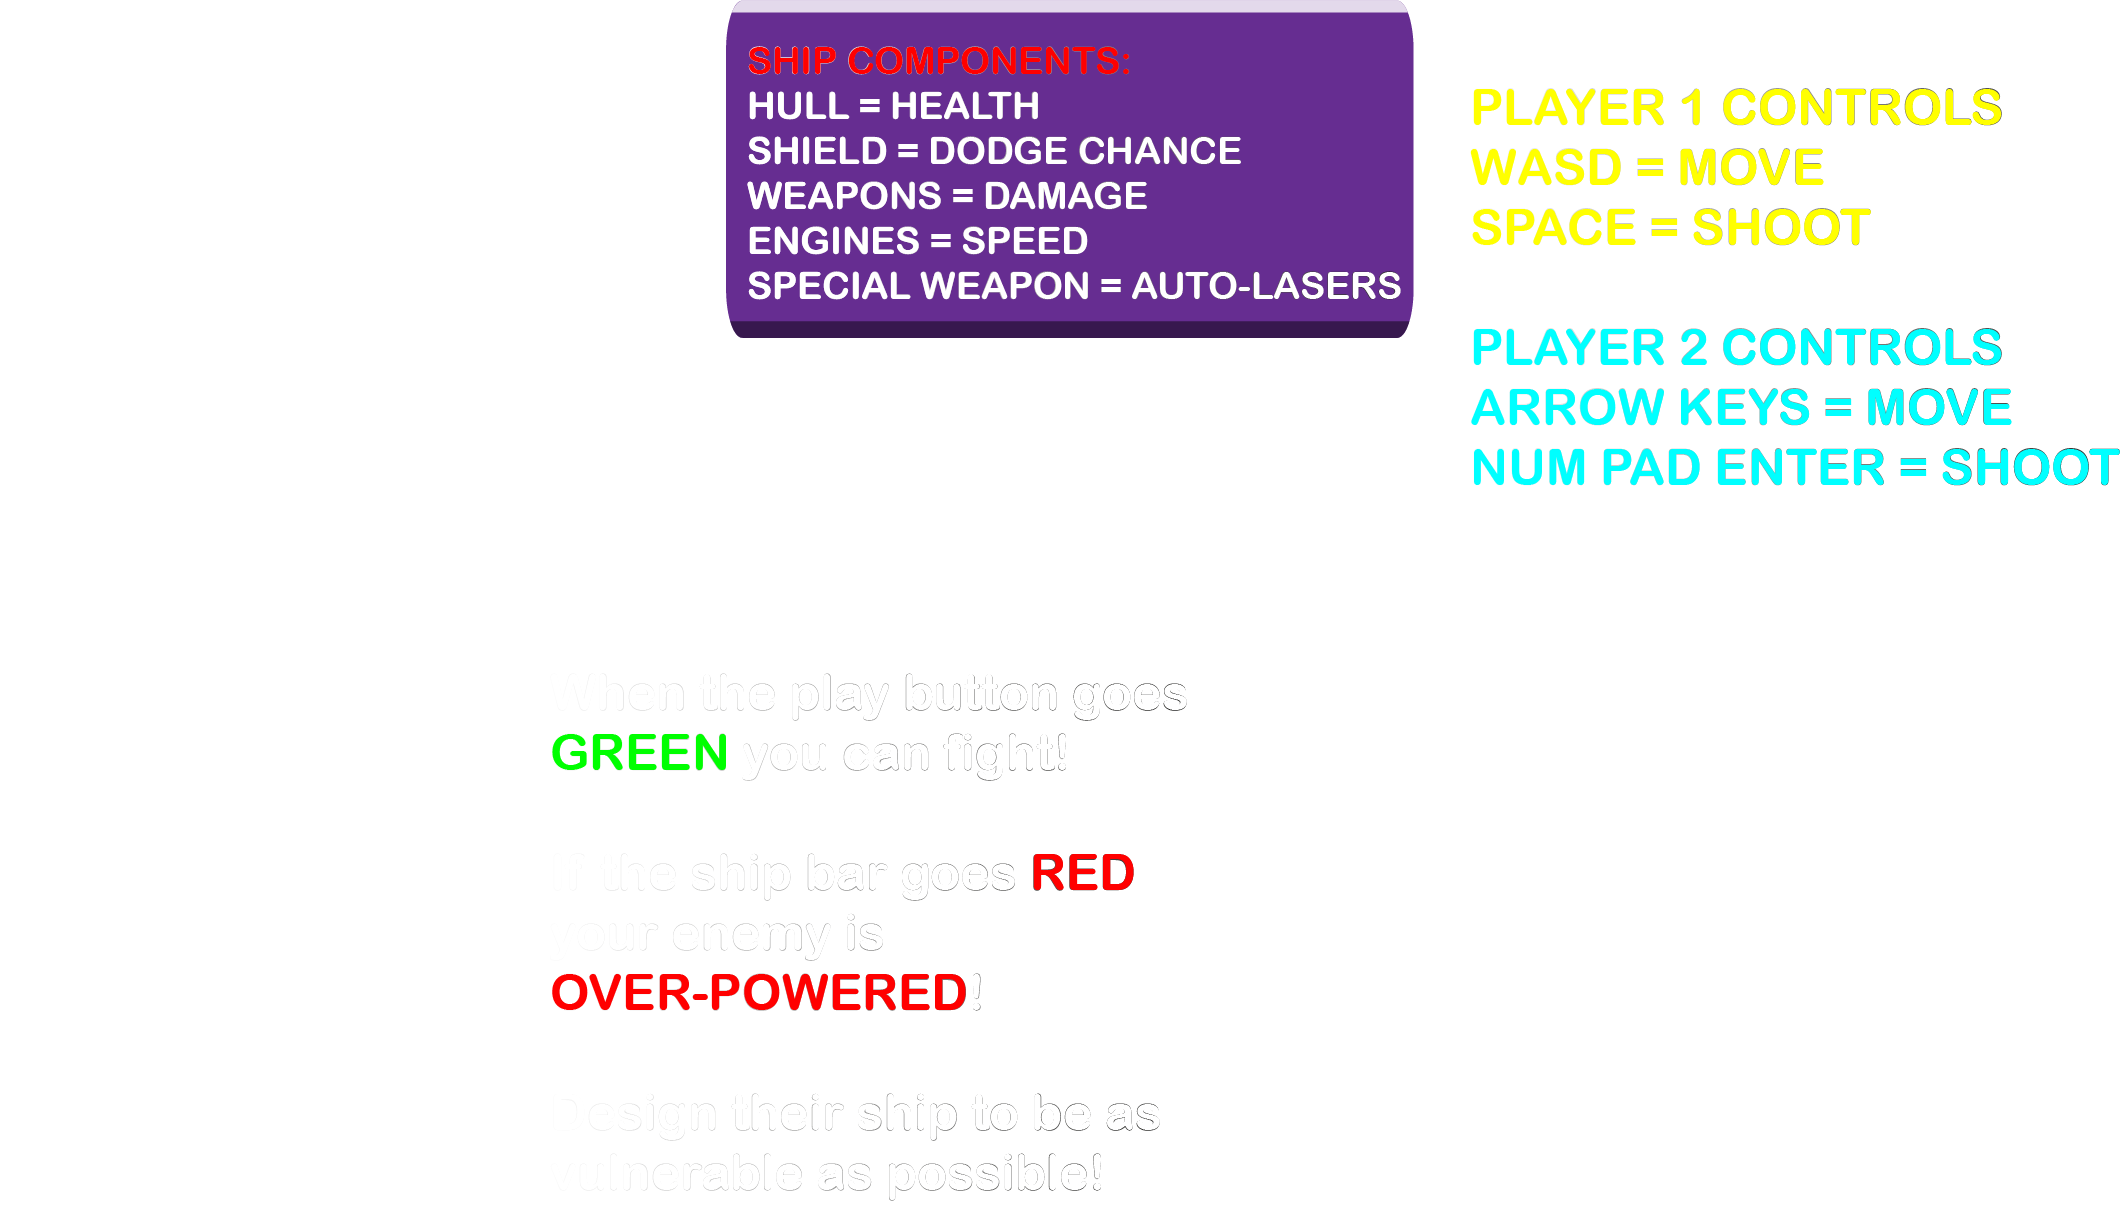 SHIP COMPONENTS:
HULL = HEALTH
SHIELD = DODGE CHANCE
WEAPONS = DAMAGE
ENGINES = SPEED
SPECIAL WEAPON = AUTO-LASERS
PLAYER 1 CONTROLS
WASD = MOVE
SPACE = SHOOT
PLAYER 2 CONTROLS
ARROW KEYS = MOVE
NUM PAD ENTER = SHOOT
When the play button goes
GREEN you can fight!
If the ship bar goes RED
your enemy is
OVER-POWERED!
Design their ship to be as
vulnerable as possible!